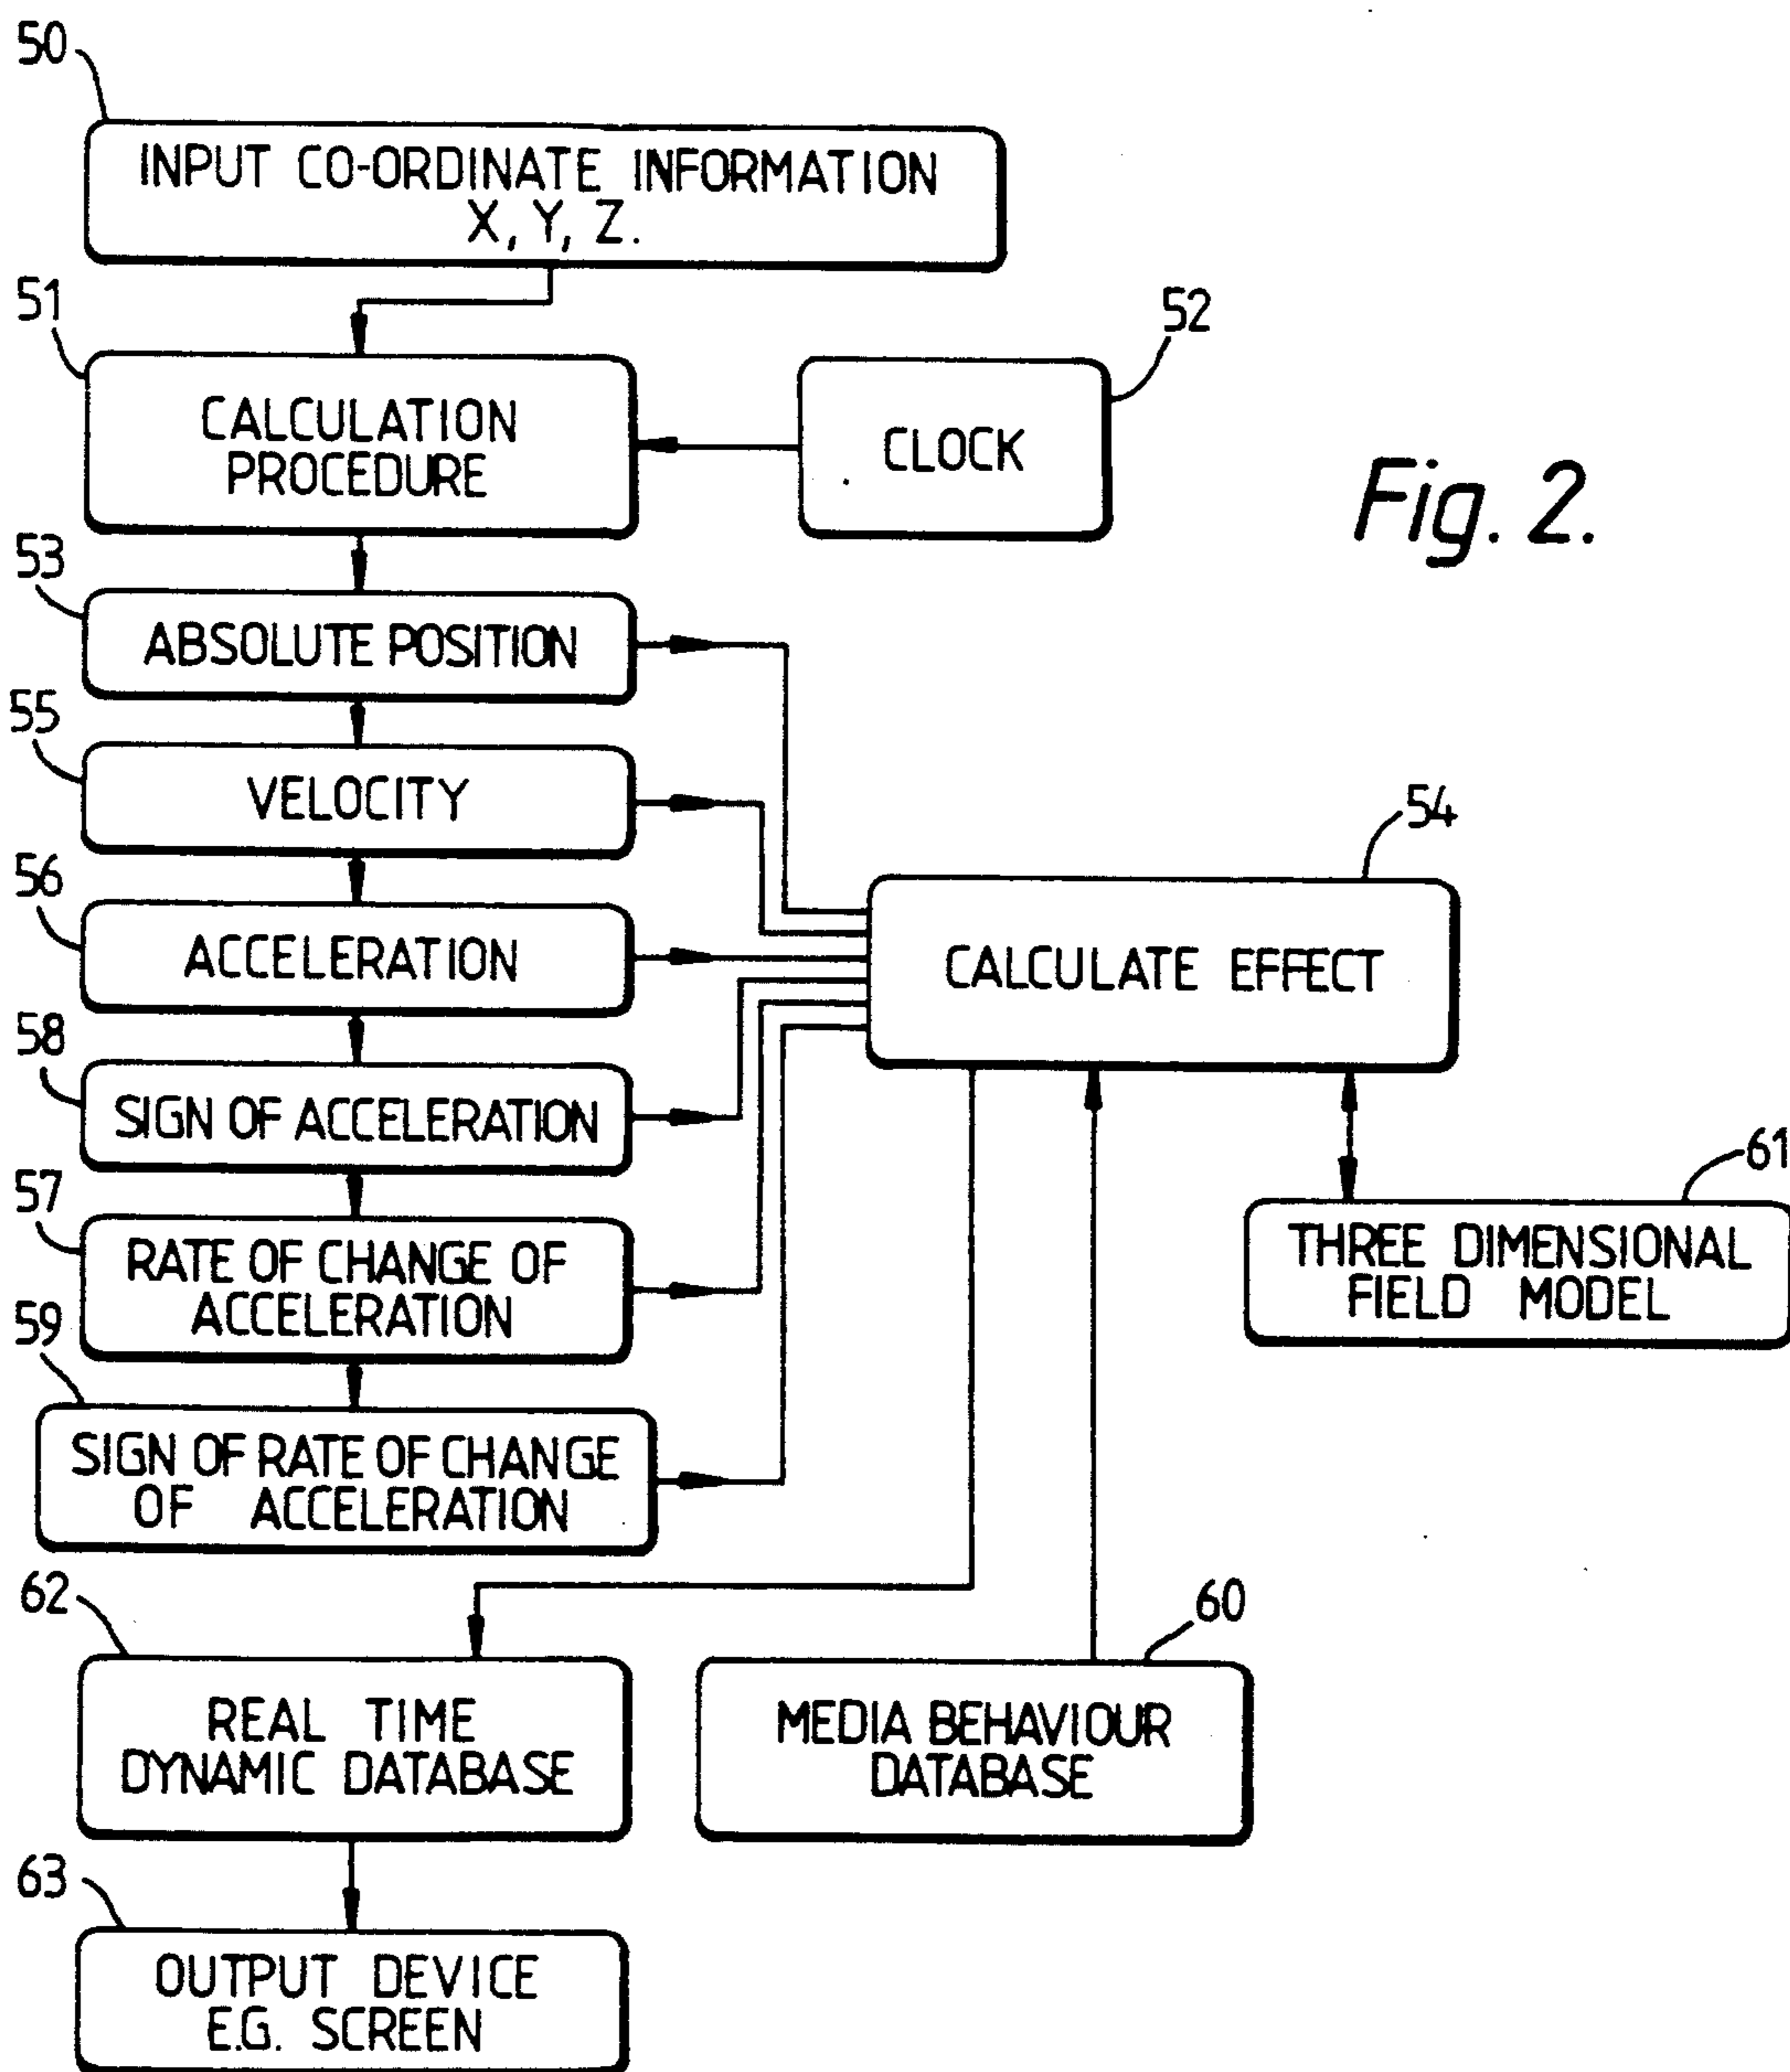 50
INPUT CO-ORDINATE INFORMATION
X, Y, Z.
51
CALCULATION
PROCEDURE
52
CLOCK
Fig. 2.
53
ABSOLUTE POSITION
55
VELOCITY
54
CALCULATE EFFECT
56
ACCELERATION
58
SIGN OF ACCELERATION
57
RATE OF CHANGE OF
ACCELERATION
61
THREE DIMENSIONAL
FIELD MODEL
59
SIGN OF RATE OF CHANGE
OF ACCELERATION
62
REAL TIME
DYNAMIC DATABASE
60
MEDIA BEHAVIOUR
DATABASE
63
OUTPUT DEVICE
E.G. SCREEN